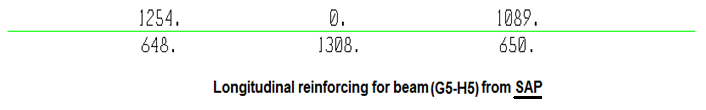 1254. 0. 1089.
648. 1308. 650.
Longitudinal reinforcing for beam (G5-H5) from SAP